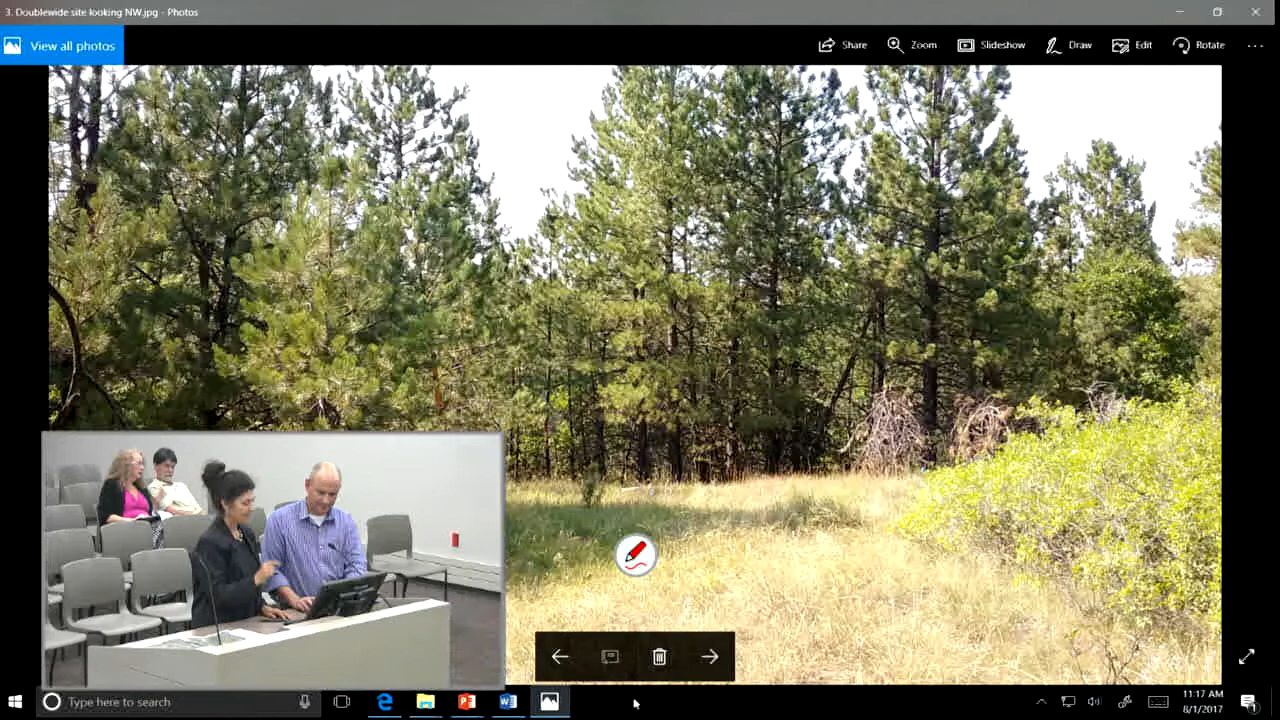 3. Doublewide site looking NW.jpg - Photos
View all photos
Share
Zoom
Slideshow
Draw
Edit
Rotate
Type here to search
11:17 AM
8/1/2017